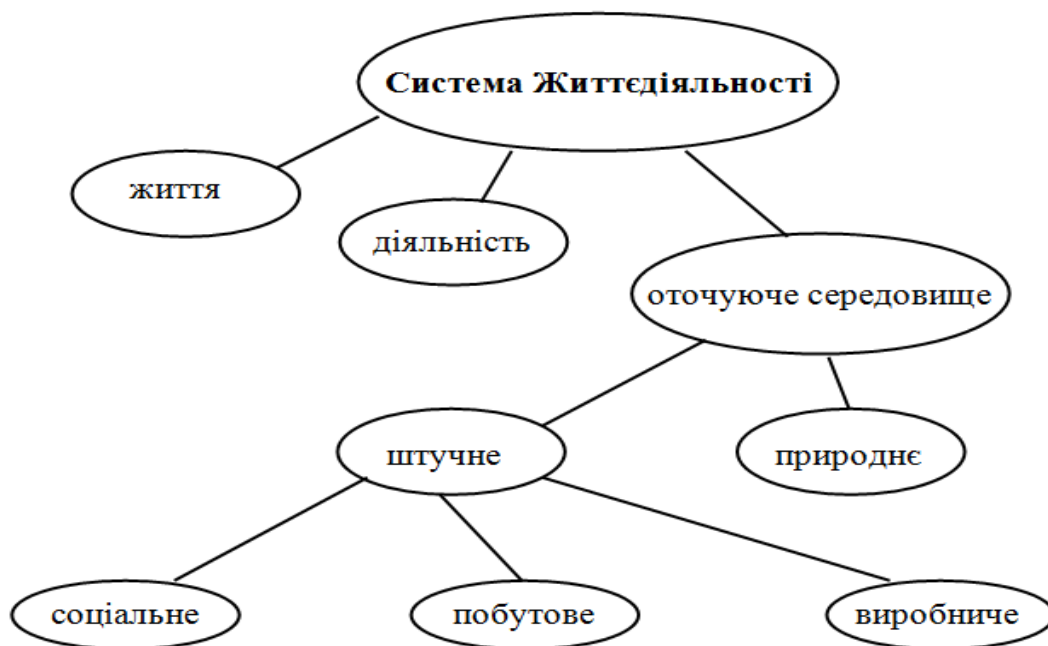 Система Життєдіяльності
життя
діяльність
оточуюче середовище
штучне
природнє
соціальне
побутове
виробниче